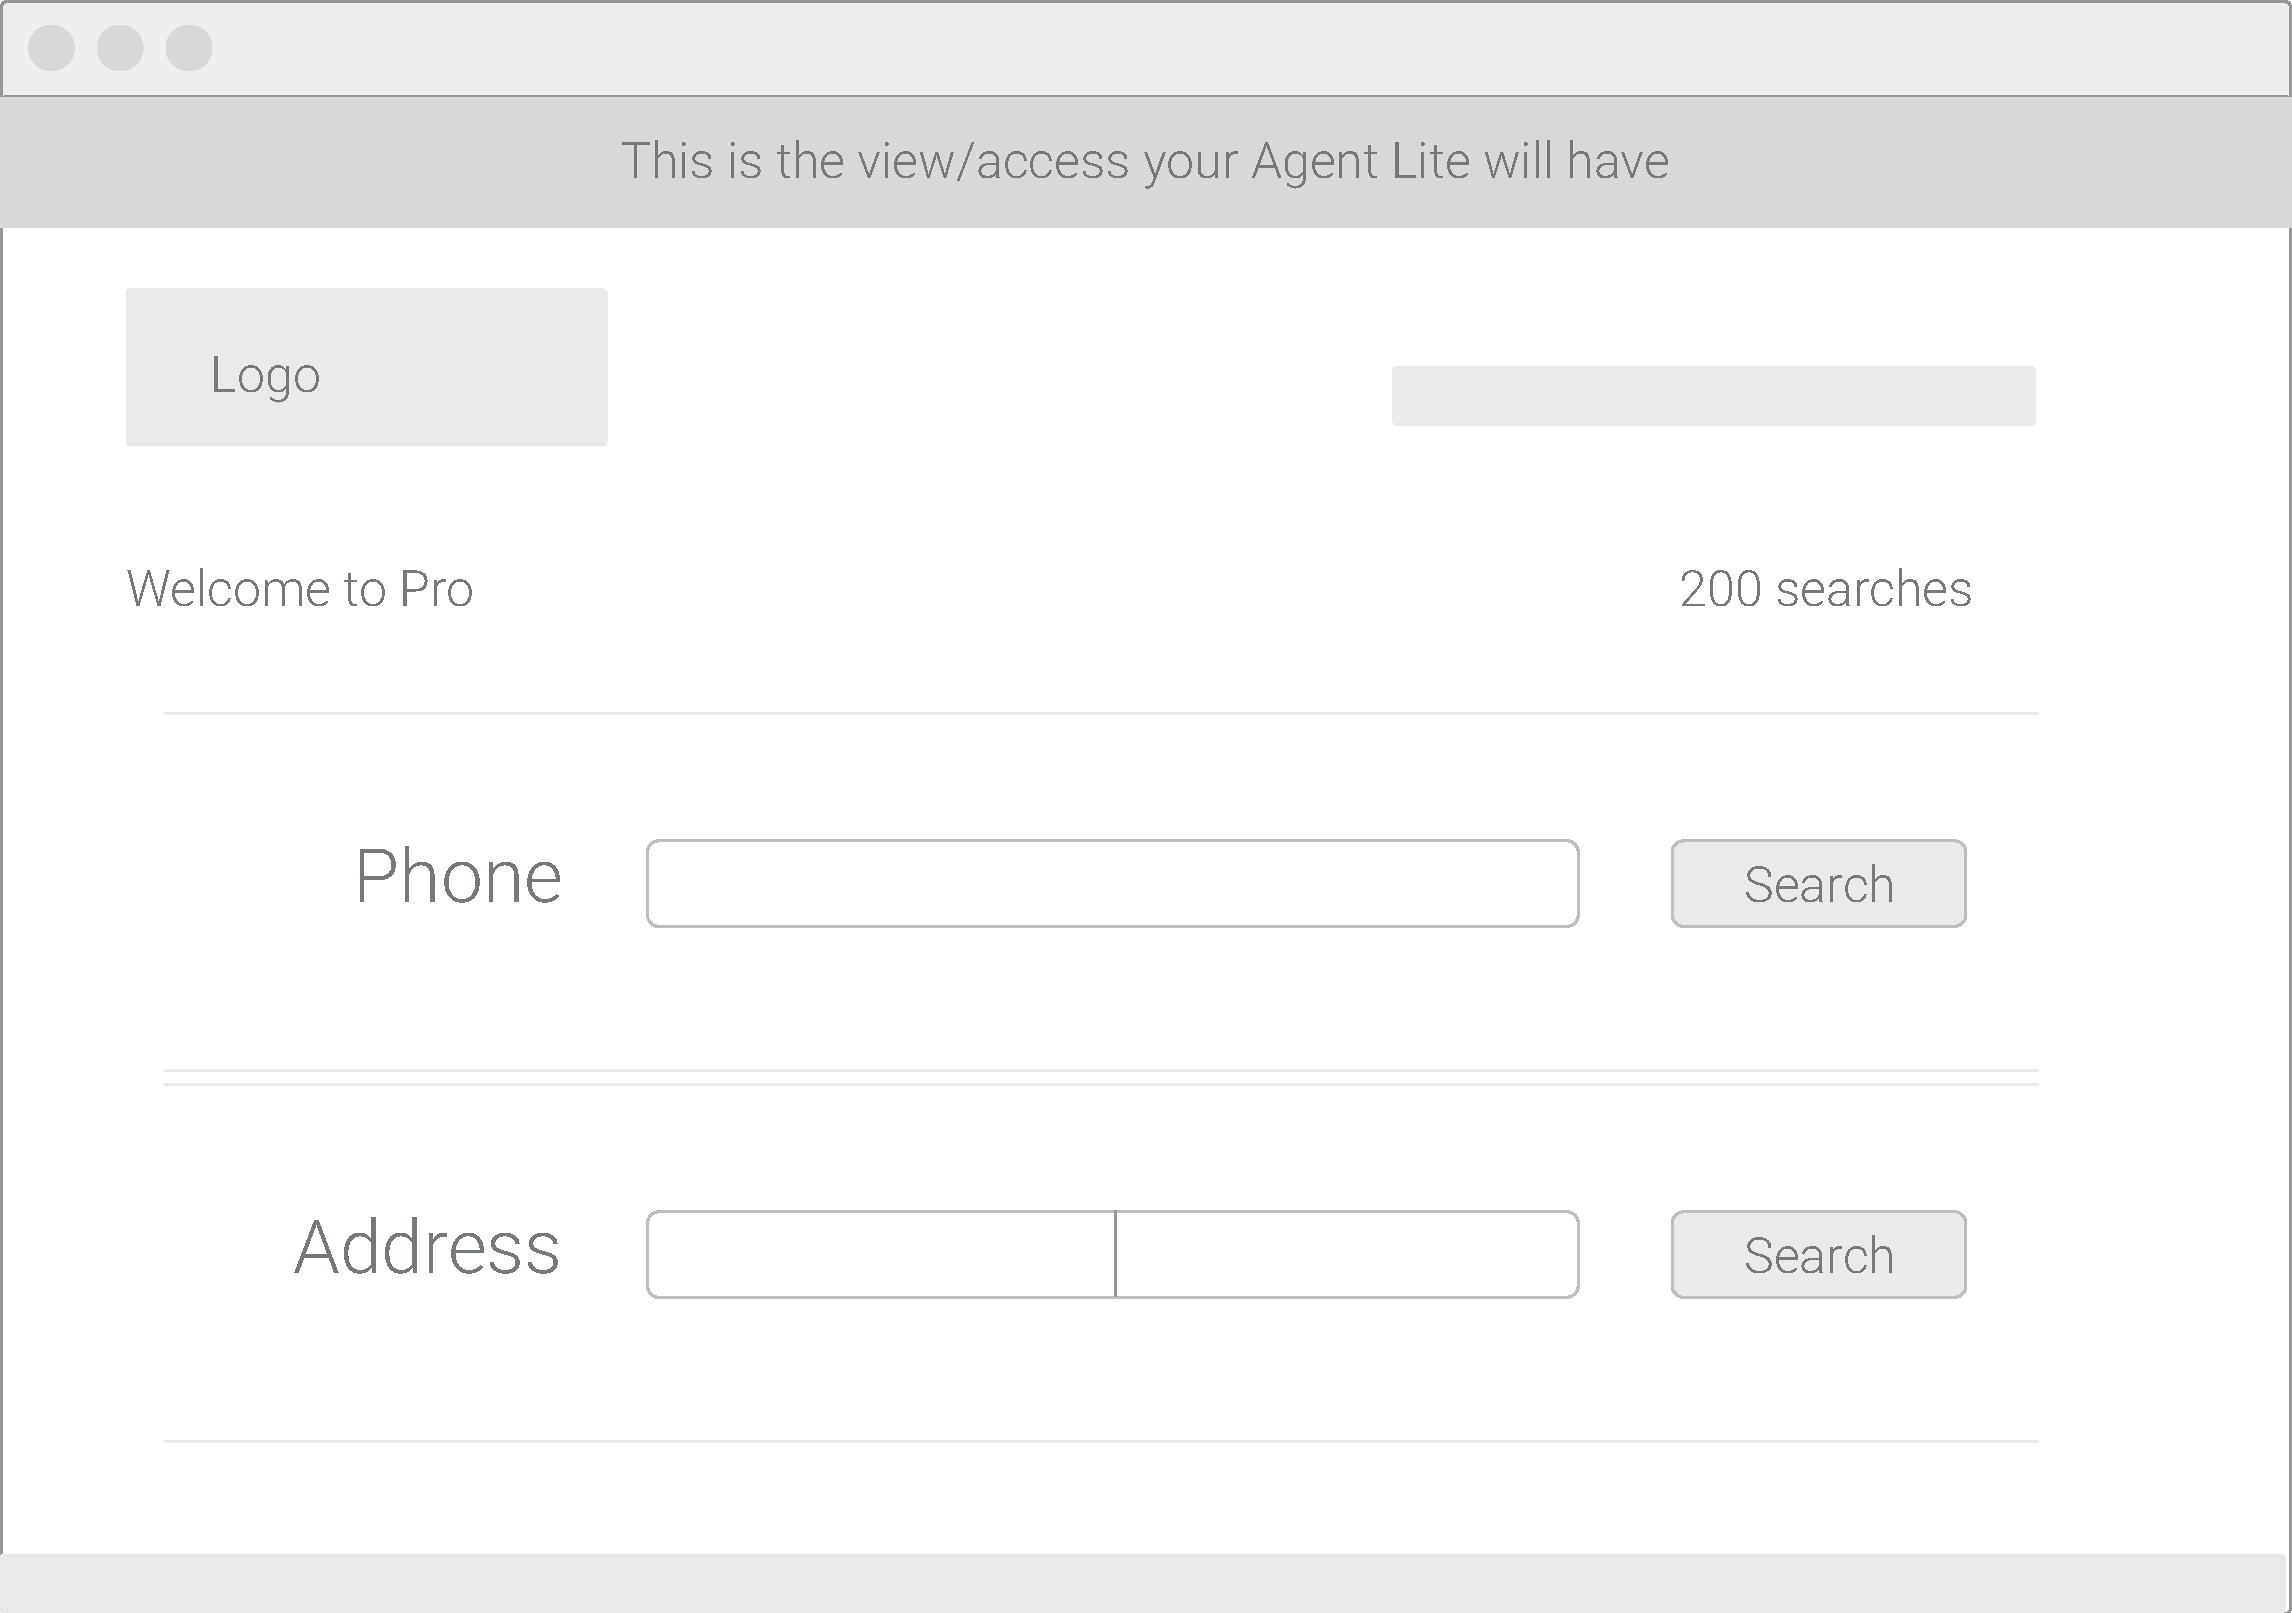 This is the view/access your Agent Lite will have
Logo
Welcome to Pro
200 searches
Phone
Search
Address
Search